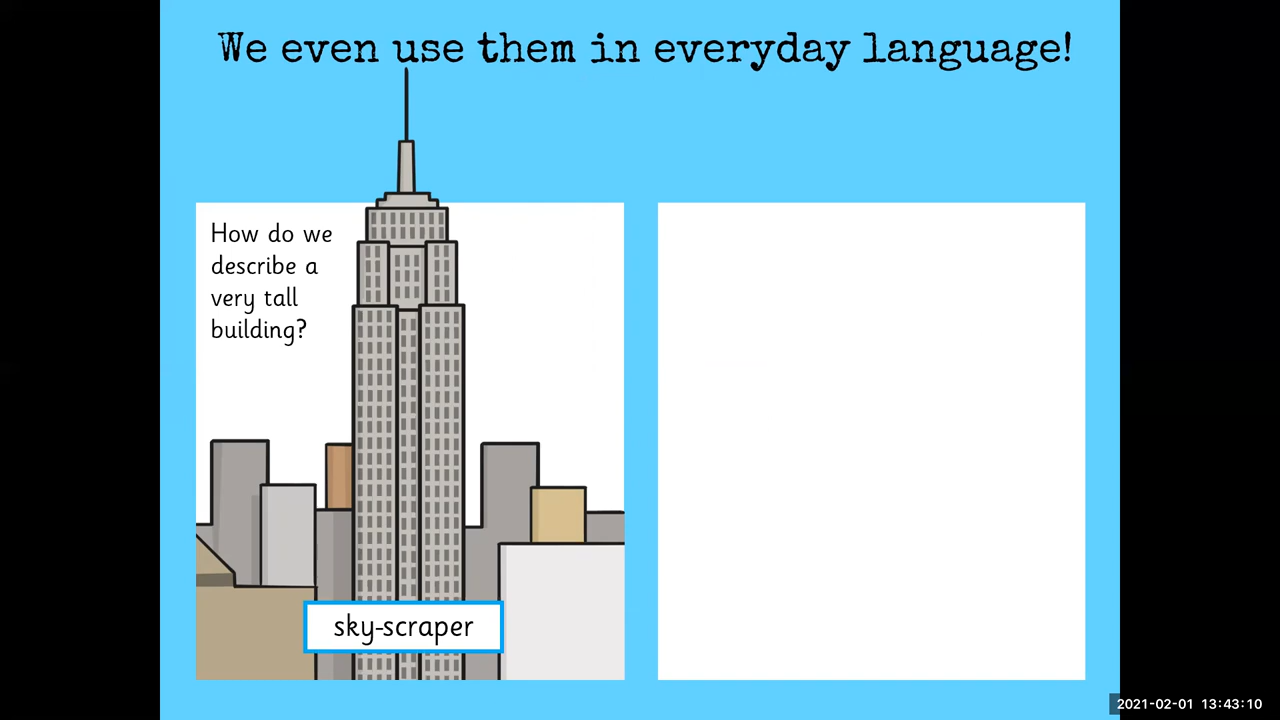 We even use them in everyday language!
How do we
describe a
very tall
building?
sky-scraper
2021-02-01 13:43:10